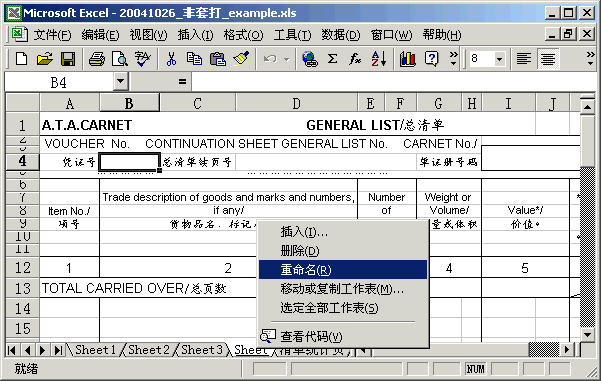 Microsoft Excel - 20041026_非套打_example.xls
文件(F) 编辑(E) 视图(V) 插入(I) 格式(O) 工具(T) 数据(D) 窗口(W) 帮助(H)
8
B4 =
A B C D E F G H I J
1 A.T.A.CARNET GENERAL LIST/总清单
2 VOUCHER No. CONTINUATION SHEET GENERAL LIST No. CARNET No./
4 凭证号 总清单续页号 单证册号码
6
7 Trade description of goods and marks and numbers, Number Weight or
8 Item No./ if any/ of Volume/ Value*/
9 项号 货物品名、标记 量或体积 价值*
10
11
12 1 2 4 5
13 TOTAL CARRIED OVER/总页数
14
15
插入(I)...
删除(D)
重命名(R)
移动或复制工作表(M)...
选定全部工作表(S)
查看代码(V)
Sheet1 Sheet2 Sheet3 Sheet 清单统计页
就绪 NUM